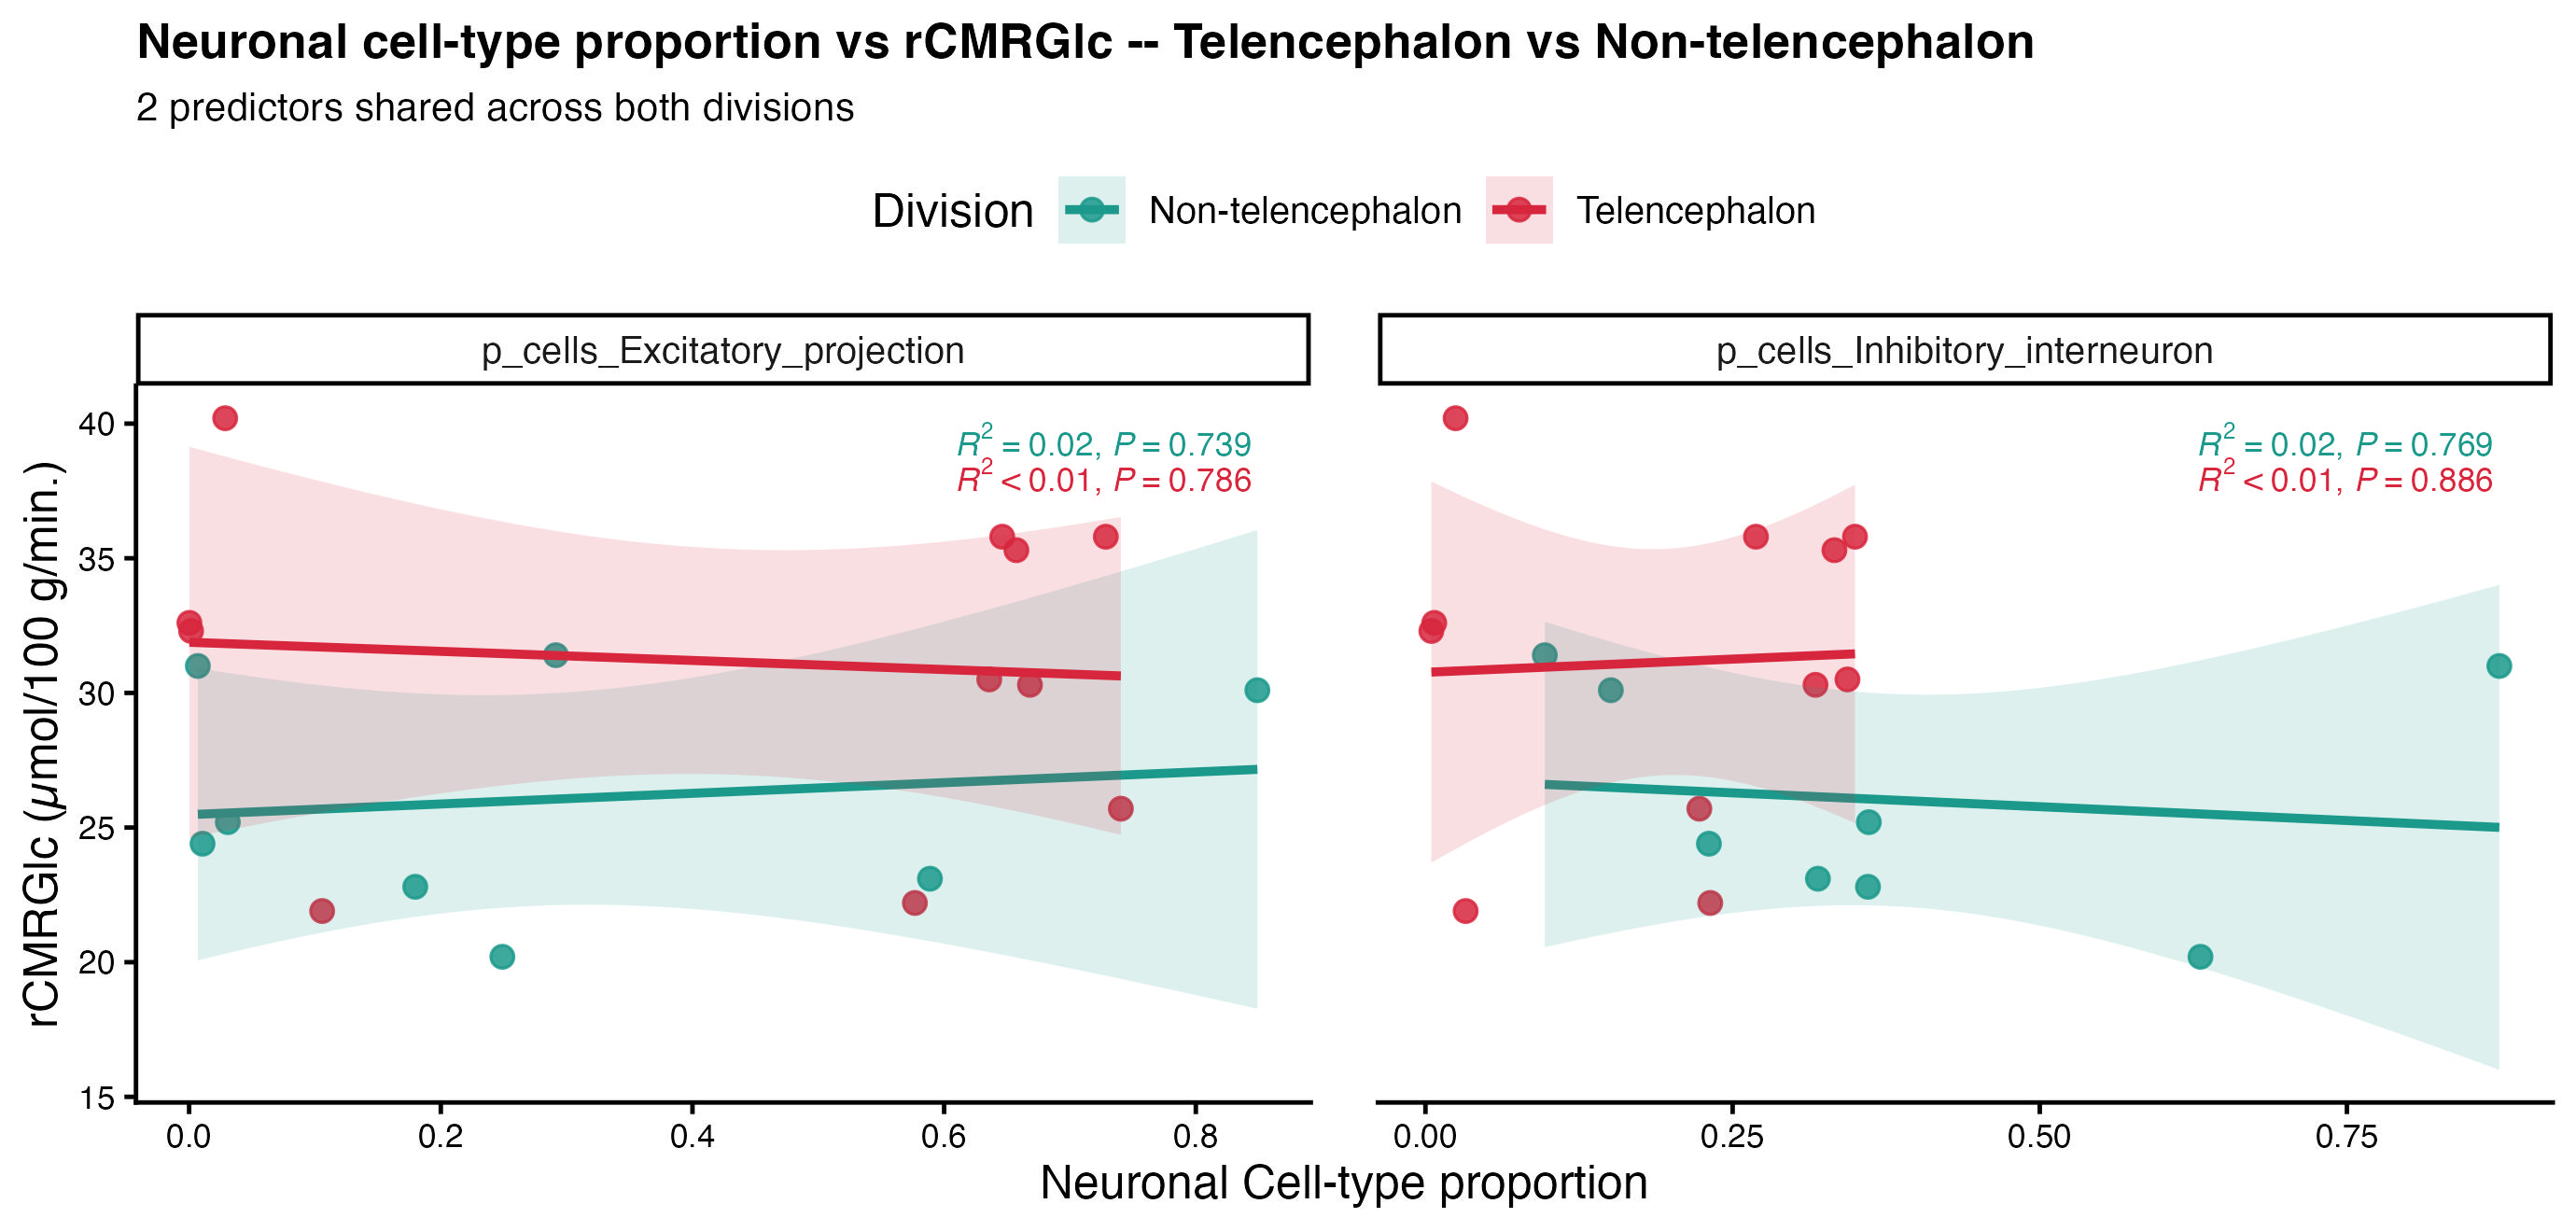 Neuronal cell-type proportion vs rCMRGlc -- Telencephalon vs Non-telencephalon
2 predictors shared across both divisions
Division Non-telencephalon Telencephalon
p_cells_Excitatory_projection
p_cells_Inhibitory_interneuron
R² = 0.02, P = 0.739
R² < 0.01, P = 0.786
R² = 0.02, P = 0.769
R² < 0.01, P = 0.886
rCMRGlc (μmol/100 g/min.)
40
35
30
25
20
15
0.0 0.2 0.4 0.6 0.8
0.00 0.25 0.50 0.75
Neuronal Cell-type proportion